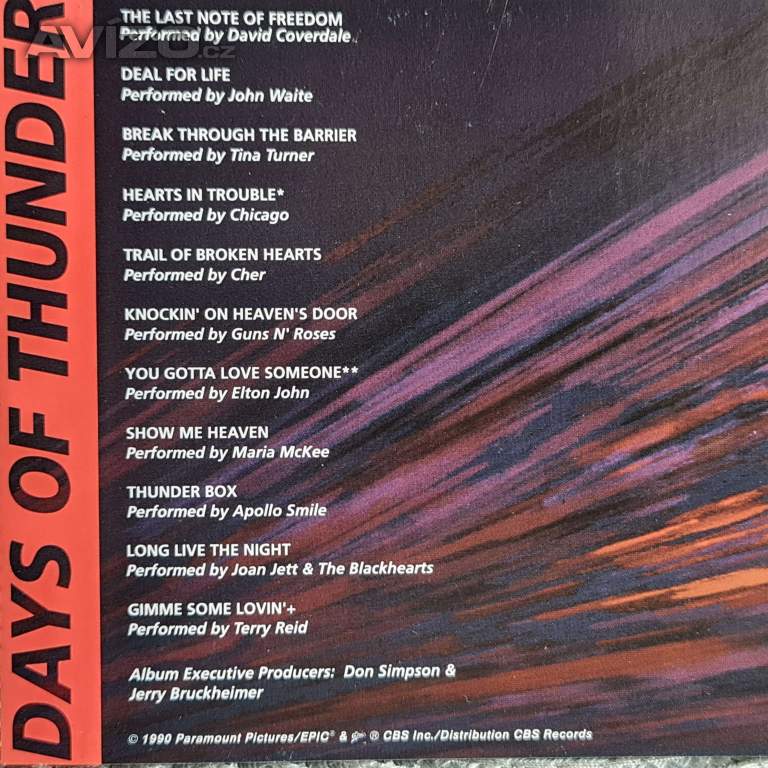 Avizo.cz
DAYS OF THUNDER
THE LAST NOTE OF FREEDOM
Performed by David Coverdale
DEAL FOR LIFE
Performed by John Waite
BREAK THROUGH THE BARRIER
Performed by Tina Turner
HEARTS IN TROUBLE*
Performed by Chicago
TRAIL OF BROKEN HEARTS
Performed by Cher
KNOCKIN' ON HEAVEN'S DOOR
Performed by Guns N' Roses
YOU GOTTA LOVE SOMEONE**
Performed by Elton John
SHOW ME HEAVEN
Performed by Maria McKee
THUNDER BOX
Performed by Apollo Smile
LONG LIVE THE NIGHT
Performed by Joan Jett & The Blackhearts
GIMME SOME LOVIN'+
Performed by Terry Reid
Album Executive Producers: Don Simpson &
Jerry Bruckheimer
© 1990 Paramount Pictures/EPIC® & ℗ CBS Inc./Distribution CBS Records